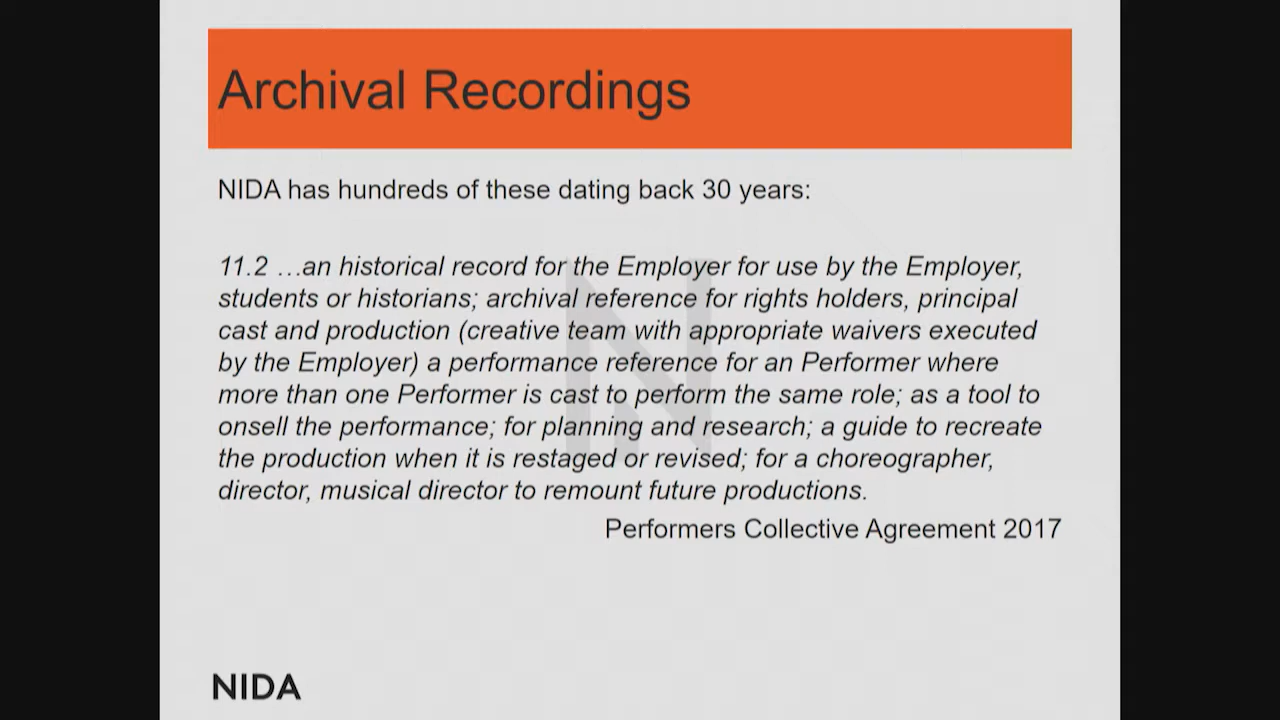 Archival Recordings
NIDA has hundreds of these dating back 30 years:
11.2 …an historical record for the Employer for use by the Employer,
students or historians; archival reference for rights holders, principal
cast and production (creative team with appropriate waivers executed
by the Employer) a performance reference for an Performer where
more than one Performer is cast to perform the same role; as a tool to
onsell the performance; for planning and research; a guide to recreate
the production when it is restaged or revised; for a choreographer,
director, musical director to remount future productions.
Performers Collective Agreement 2017
NIDA